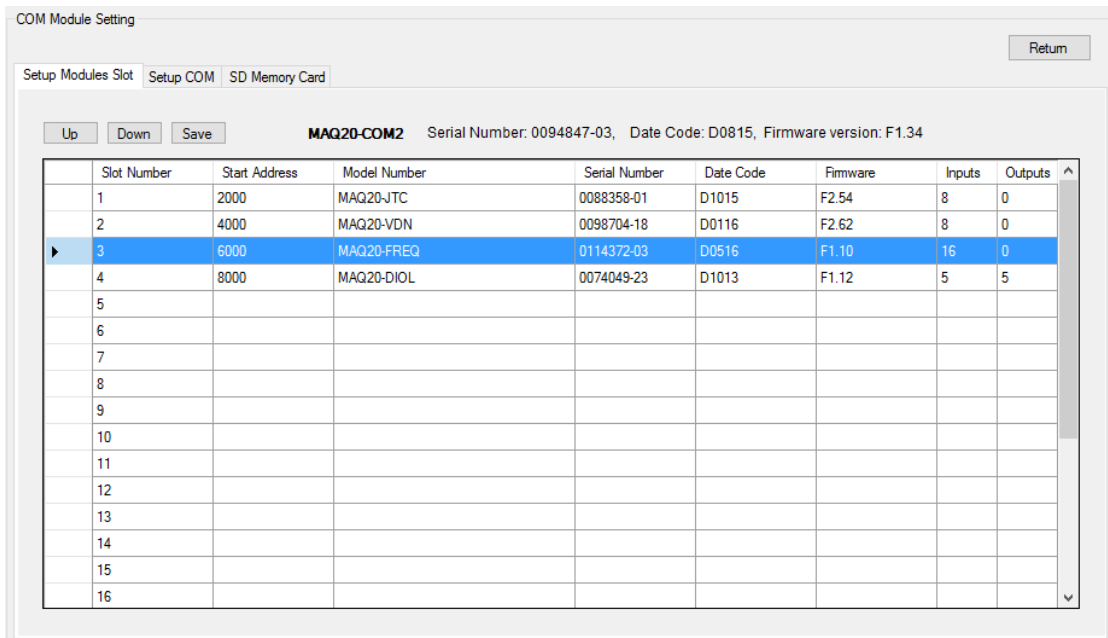 COM Module Setting
Return
Setup Modules Slot Setup COM SD Memory Card
Up Down Save MAQ20-COM2 Serial Number: 0094847-03, Date Code: D0815, Firmware version: F1.34
Slot Number Start Address Model Number Serial Number Date Code Firmware Inputs Outputs
1 2000 MAQ20-JTC 0088358-01 D1015 F2.54 8 0
2 4000 MAQ20-VDN 0098704-18 D0116 F2.62 8 0
3 6000 MAQ20-FREQ 0114372-03 D0516 F1.10 16 0
4 8000 MAQ20-DIOL 0074049-23 D1013 F1.12 5 5
5
6
7
8
9
10
11
12
13
14
15
16